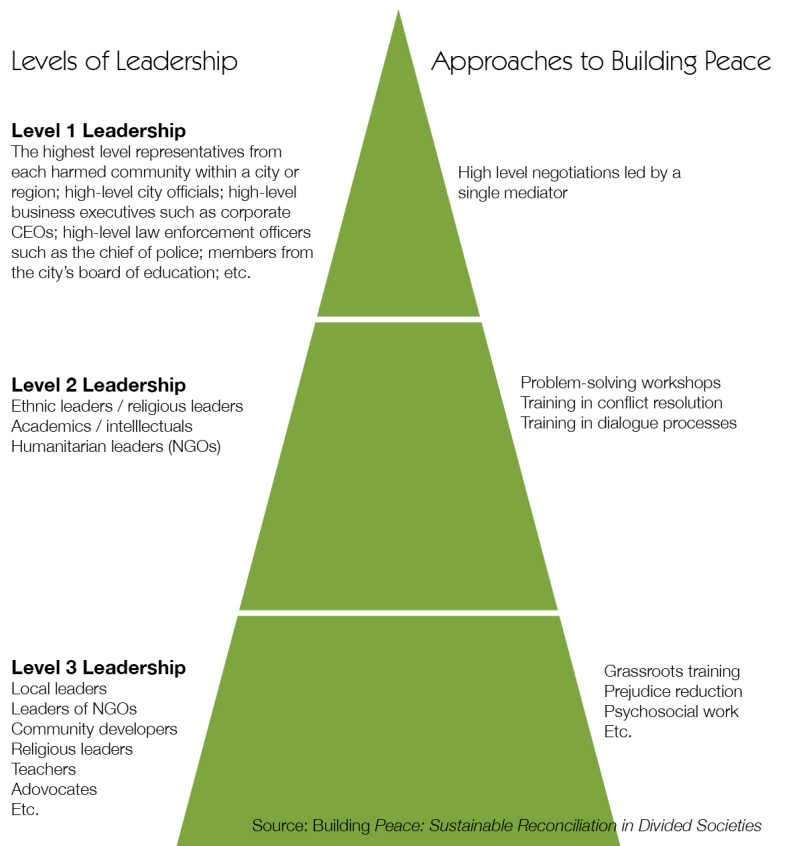 Levels of Leadership
Approaches to Building Peace
Level 1 Leadership
The highest level representatives from
each harmed community within a city or
region; high-level city officials; high-level
business executives such as corporate
CEOs; high-level law enforcement officers
such as the chief of police; members from
the city's board of education; etc.
High level negotiations led by a
single mediator
Level 2 Leadership
Ethnic leaders / religious leaders
Academics / intelllectuals
Humanitarian leaders (NGOs)
Problem-solving workshops
Training in conflict resolution
Training in dialogue processes
Level 3 Leadership
Local leaders
Leaders of NGOs
Community developers
Religious leaders
Teachers
Adovocates
Etc.
Grassroots training
Prejudice reduction
Psychosocial work
Etc.
Source: Building Peace: Sustainable Reconciliation in Divided Societies